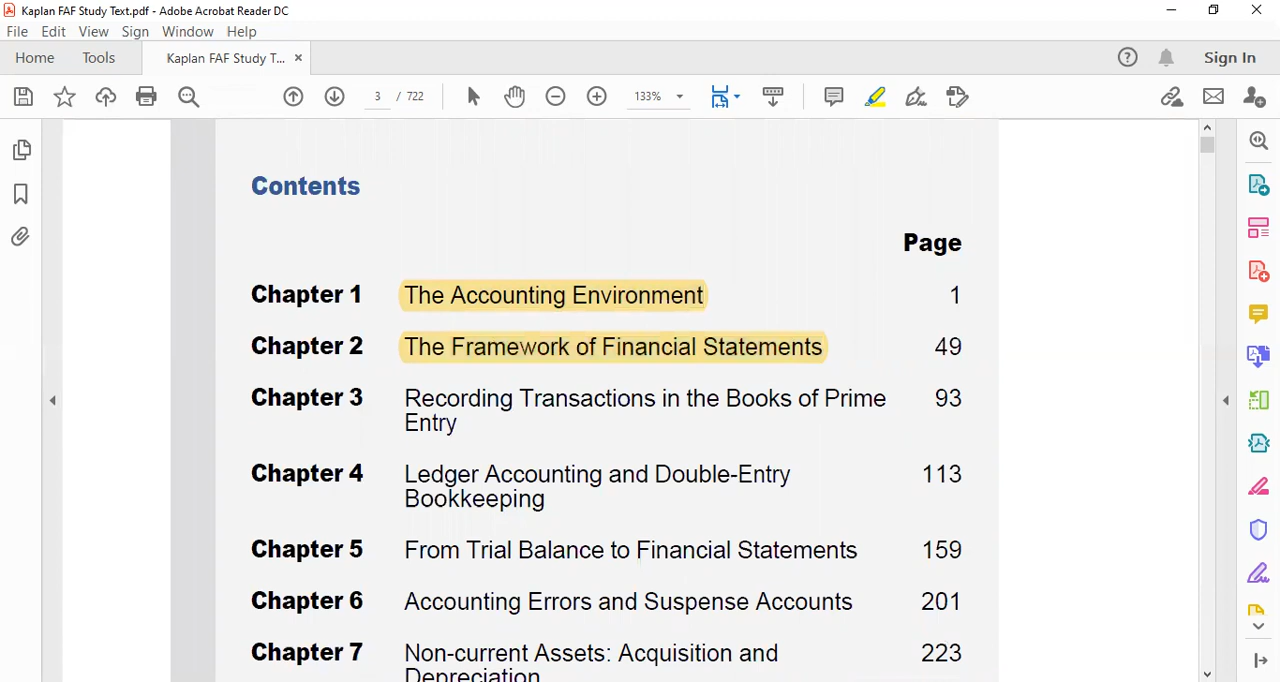 Kaplan FAF Study Text.pdf - Adobe Acrobat Reader DC
File Edit View Sign Window Help
Home Tools Kaplan FAF Study T... × Sign In
3 / 722 133%
Contents
Page
Chapter 1 The Accounting Environment 1
Chapter 2 The Framework of Financial Statements 49
Chapter 3 Recording Transactions in the Books of Prime 93
Entry
Chapter 4 Ledger Accounting and Double-Entry 113
Bookkeeping
Chapter 5 From Trial Balance to Financial Statements 159
Chapter 6 Accounting Errors and Suspense Accounts 201
Chapter 7 Non-current Assets: Acquisition and 223
Depreciation